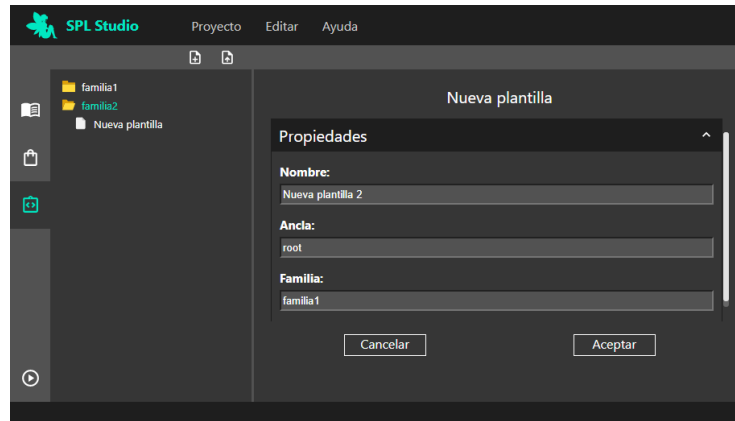 SPL Studio Proyecto Editar Ayuda
familia1
familia2
Nueva plantilla
Nueva plantilla
Propiedades
Nombre:
Nueva plantilla 2
Ancla:
root
Familia:
familia1
Cancelar Aceptar